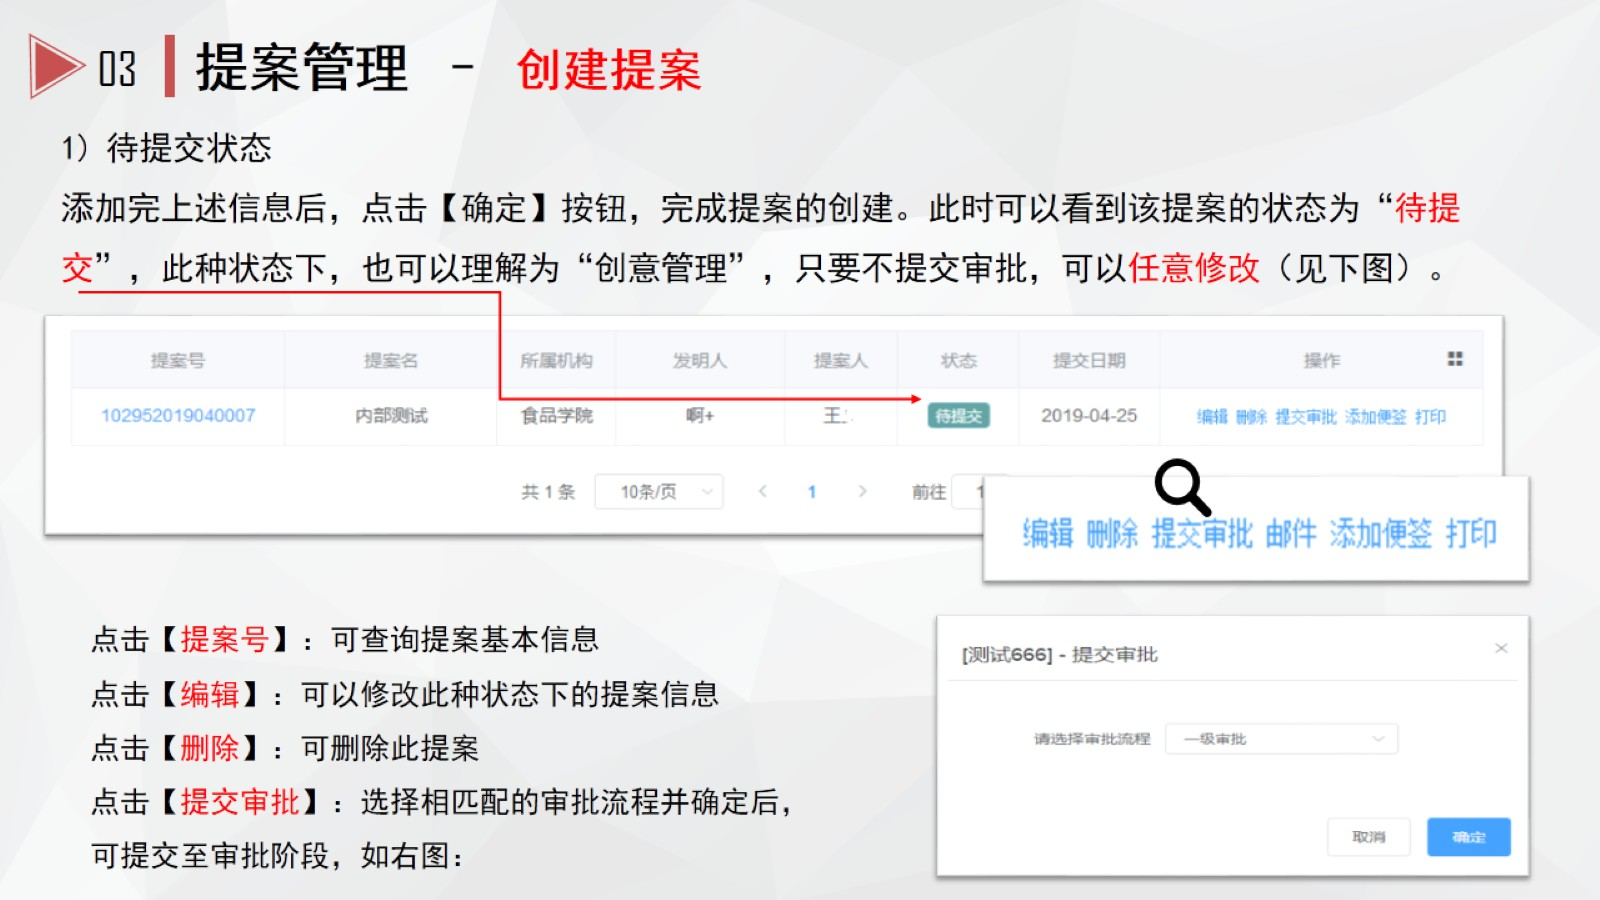 03 提案管理 - 创建提案
1）待提交状态
添加完上述信息后，点击【确定】按钮，完成提案的创建。此时可以看到该提案的状态为“待提
交”，此种状态下，也可以理解为“创意管理”，只要不提交审批，可以任意修改（见下图）。
提案号 提案名 所属机构 发明人 提案人 状态 提交日期 操作
102952019040007 内部测试 食品学院 啊+ 王 待提交 2019-04-25 编辑 删除 提交审批 添加便签 打印
共 1 条 10条/页 1 前往 1
编辑 删除 提交审批 邮件 添加便签 打印
点击【提案号】：可查询提案基本信息
点击【编辑】：可以修改此种状态下的提案信息
点击【删除】：可删除此提案
点击【提交审批】：选择相匹配的审批流程并确定后，
可提交至审批阶段，如右图：
[测试666] - 提交审批
请选择审批流程 一级审批
取消 确定